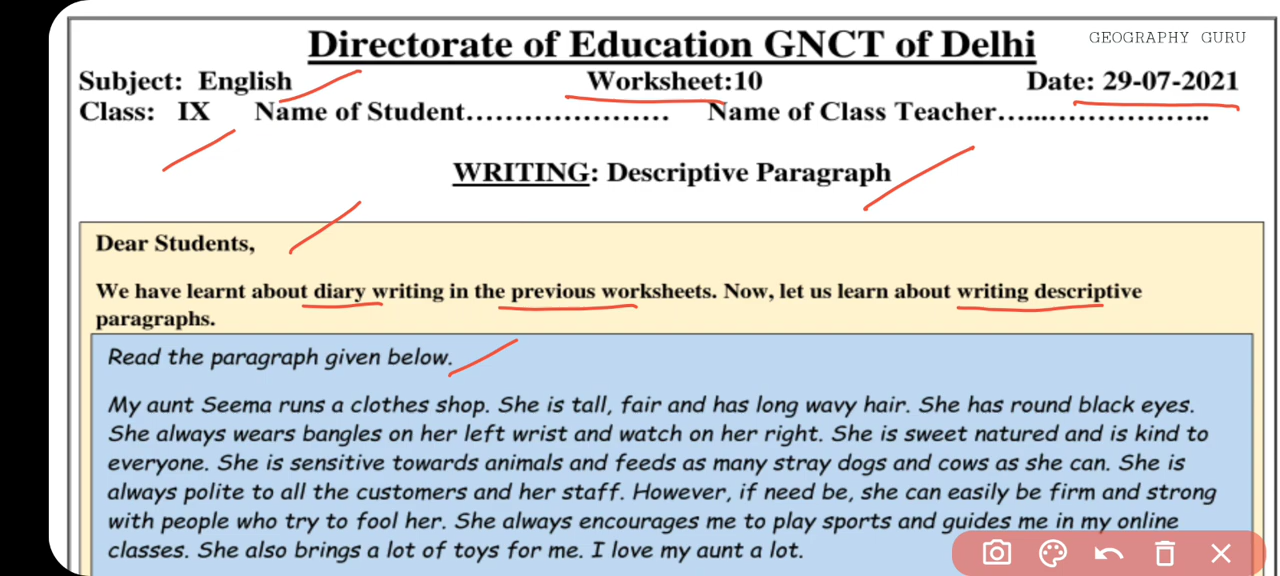 Directorate of Education GNCT of Delhi
GEOGRAPHY GURU
Subject: English Worksheet:10 Date: 29-07-2021
Class: IX Name of Student..................... Name of Class Teacher......................
WRITING: Descriptive Paragraph
Dear Students,
We have learnt about diary writing in the previous worksheets. Now, let us learn about writing descriptive
paragraphs.
Read the paragraph given below.
My aunt Seema runs a clothes shop. She is tall, fair and has long wavy hair. She has round black eyes.
She always wears bangles on her left wrist and watch on her right. She is sweet natured and is kind to
everyone. She is sensitive towards animals and feeds as many stray dogs and cows as she can. She is
always polite to all the customers and her staff. However, if need be, she can easily be firm and strong
with people who try to fool her. She always encourages me to play sports and guides me in my online
classes. She also brings a lot of toys for me. I love my aunt a lot.